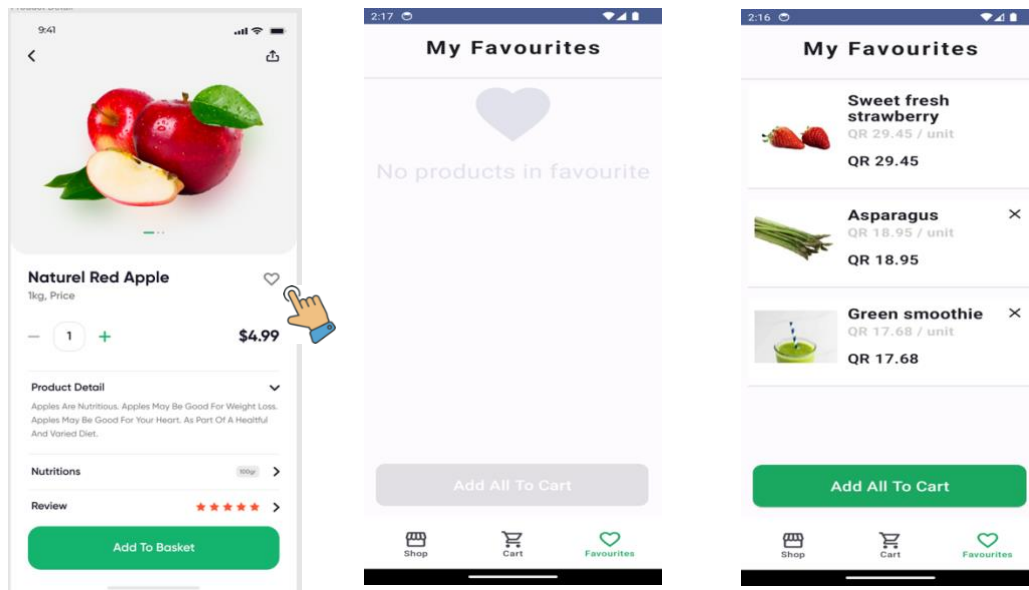 Product Detail
9:41
Naturel Red Apple
1kg, Price
1
$4.99
Product Detail
Apples Are Nutritious. Apples May Be Good For Weight Loss.
Apples May Be Good For Your Heart. As Part Of A Healtful
And Varied Diet.
Nutritions
100gr
Review
Add To Basket
2:17
My Favourites
No products in favourite
Add All To Cart
Shop
Cart
Favourites
2:16
My Favourites
Sweet fresh
strawberry
QR 29.45 / unit
QR 29.45
Asparagus
QR 18.95 / unit
QR 18.95
Green smoothie
QR 17.68 / unit
QR 17.68
Add All To Cart
Shop
Cart
Favourites